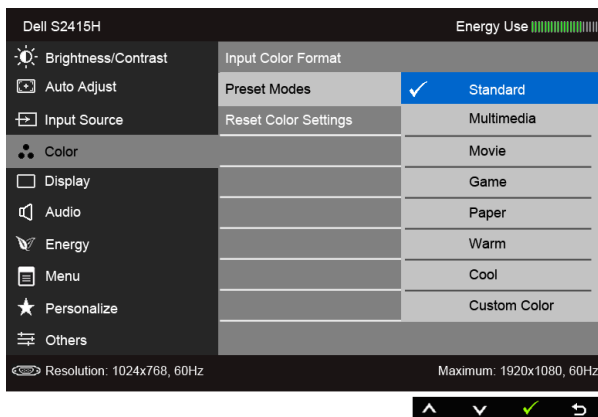 Dell S2415H Energy Use
Brightness/Contrast Input Color Format
Auto Adjust Preset Modes Standard
Input Source Reset Color Settings Multimedia
Color Movie
Display Game
Audio Paper
Energy Warm
Menu Cool
Personalize Custom Color
Others
Resolution: 1024x768, 60Hz Maximum: 1920x1080, 60Hz